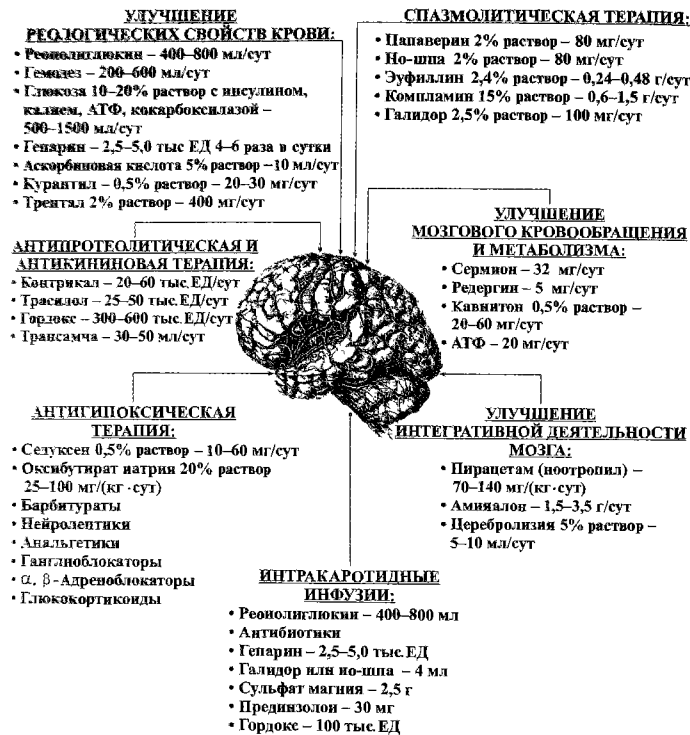 УЛУЧШЕНИЕ
РЕОЛОГИЧЕСКИХ СВОЙСТВ КРОВИ:
• Реополиглюкин – 400–800 мл/сут
• Гемодез – 200–600 мл/сут
• Глюкоза 10–20% раствор с инсулином,
калием, АТФ, кокарбоксилазой –
500–1500 мл/сут
• Гепарин – 2,5–5,0 тыс ЕД 4–6 раза в сутки
• Аскорбиновая кислота 5% раствор –10 мл/сут
• Курантил – 0,5% раствор – 20–30 мг/сут
• Трентал 2% раствор – 400 мг/сут
СПАЗМОЛИТИЧЕСКАЯ ТЕРАПИЯ:
• Папаверин 2% раствор – 80 мг/сут
• Но-шпа 2% раствор – 80 мг/сут
• Эуфиллин 2,4% раствор – 0,24–0,48 г/сут
• Компламин 15% раствор – 0,6–1,5 г/сут
• Галидор 2,5% раствор – 100 мг/сут
АНТИПРОТЕОЛИТИЧЕСКАЯ И
АНТИКИНИНОВАЯ ТЕРАПИЯ:
• Контрикал – 20–60 тыс.ЕД/сут
• Трасилол – 25–50 тыс.ЕД/сут
• Гордокс – 300–600 тыс.ЕД/сут
• Трансамча – 30–50 мл/сут
УЛУЧШЕНИЕ
МОЗГОВОГО КРОВООБРАЩЕНИЯ
И МЕТАБОЛИЗМА:
• Сермион – 32 мг/сут
• Редергин – 5 мг/сут
• Кавинтон 0,5% раствор –
20–60 мг/сут
• АТФ – 20 мг/сут
АНТИГИПОКСИЧЕСКАЯ
ТЕРАПИЯ:
• Седуксен 0,5% раствор – 10–60 мг/сут
• Оксибутират натрия 20% раствор
25–100 мг/(кг·сут)
• Барбитураты
• Нейролептики
• Анальгетики
• Ганглиоблокаторы
• α, β-Адреноблокаторы
• Глюкокортикоиды
УЛУЧШЕНИЕ
ИНТЕГРАТИВНОЙ ДЕЯТЕЛЬНОСТИ
МОЗГА:
• Пирацетам (ноотропил) –
70–140 мг/(кг·сут)
• Аминалон – 1,5–3,5 г/сут
• Церебролизин 5% раствор –
5–10 мл/сут
ИНТРАКАРОТИДНЫЕ
ИНФУЗИИ:
• Реополиглюкин – 400–800 мл
• Антибиотики
• Гепарин – 2,5–5,0 тыс.ЕД
• Галидор или но-шпа – 4 мл
• Сульфат магния – 2,5 г
• Преднизолон – 30 мг
• Гордокс – 100 тыс.ЕД